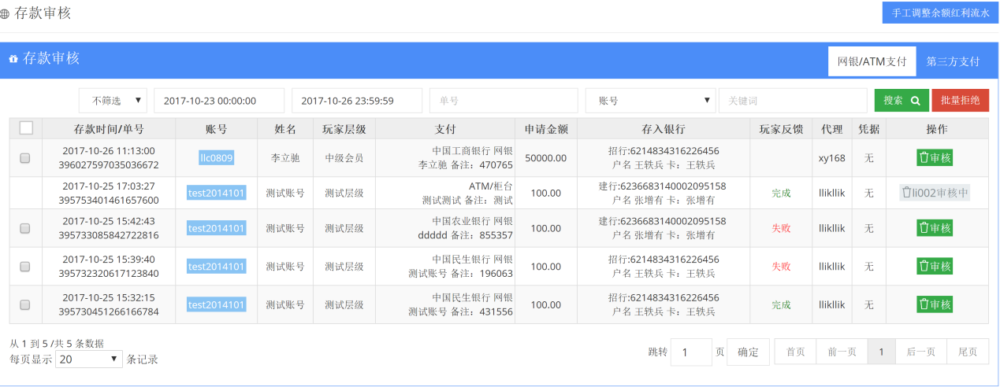 存款审核
手工调整余额红利流水
存款审核
网银/ATM支付 第三方支付
不筛选 2017-10-23 00:00:00 2017-10-26 23:59:59 单号 账号 关键词 搜索 批量拒绝
存款时间/单号 账号 姓名 玩家层级 支付 申请金额 存入银行 玩家反馈 代理 凭据 操作
2017-10-26 11:13:00
396027597035036672
llc0809 李立驰 中级会员
中国工商银行 网银
李立驰 备注：470765
50000.00
招行:6214834316226456
户名 王轶兵 卡：王轶兵
xy168 无 审核
2017-10-25 17:03:27
395753401461657600
test2014101 测试账号 测试层级
ATM/柜台
测试测试 备注：测试
100.00
建行:6236683140002095158
户名 张增有 卡：张增有
完成 llikllik 无 li002审核中
2017-10-25 15:42:43
395733085842722816
test2014101 测试账号 测试层级
中国农业银行 网银
ddddd 备注：855357
100.00
建行:6236683140002095158
户名 张增有 卡：张增有
失败 llikllik 无 审核
2017-10-25 15:39:40
395732320617123840
test2014101 测试账号 测试层级
中国民生银行 网银
测试账号 备注：196063
100.00
招行:6214834316226456
户名 王轶兵 卡：王轶兵
失败 llikllik 无 审核
2017-10-25 15:32:15
395730451266166784
test2014101 测试账号 测试层级
中国民生银行 网银
测试账号 备注：431556
100.00
招行:6214834316226456
户名 王轶兵 卡：王轶兵
完成 llikllik 无 审核
从 1 到 5 /共 5 条数据
每页显示 20 条记录
跳转 1 页 确定 首页 前一页 1 后一页 尾页